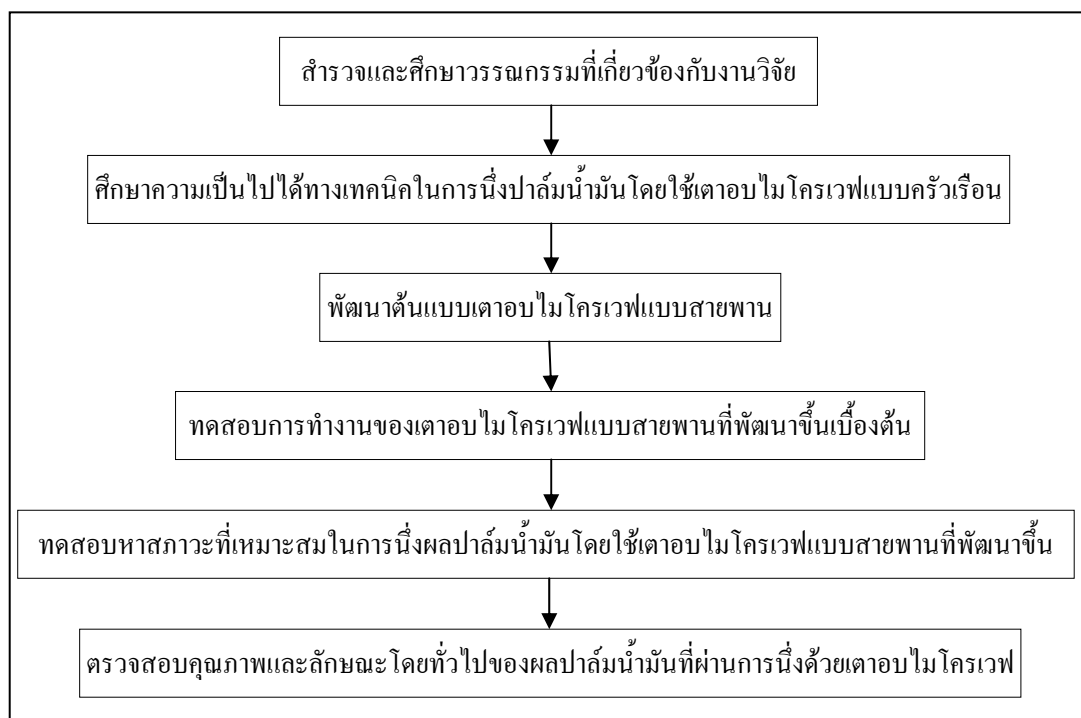 สำรวจและศึกษาวรรณกรรมที่เกี่ยวข้องกับงานวิจัย
ศึกษาความเป็นไปได้ทางเทคนิคในการนึ่งปาล์มน้ำมันโดยใช้เตาอบไมโครเวฟแบบครัวเรือน
พัฒนาต้นแบบเตาอบไมโครเวฟแบบสายพาน
ทดสอบการทำงานของเตาอบไมโครเวฟแบบสายพานที่พัฒนาขึ้นเบื้องต้น
ทดสอบหาสภาวะที่เหมาะสมในการนึ่งผลปาล์มน้ำมันโดยใช้เตาอบไมโครเวฟแบบสายพานที่พัฒนาขึ้น
ตรวจสอบคุณภาพและลักษณะโดยทั่วไปของผลปาล์มน้ำมันที่ผ่านการนึ่งด้วยเตาอบไมโครเวฟ